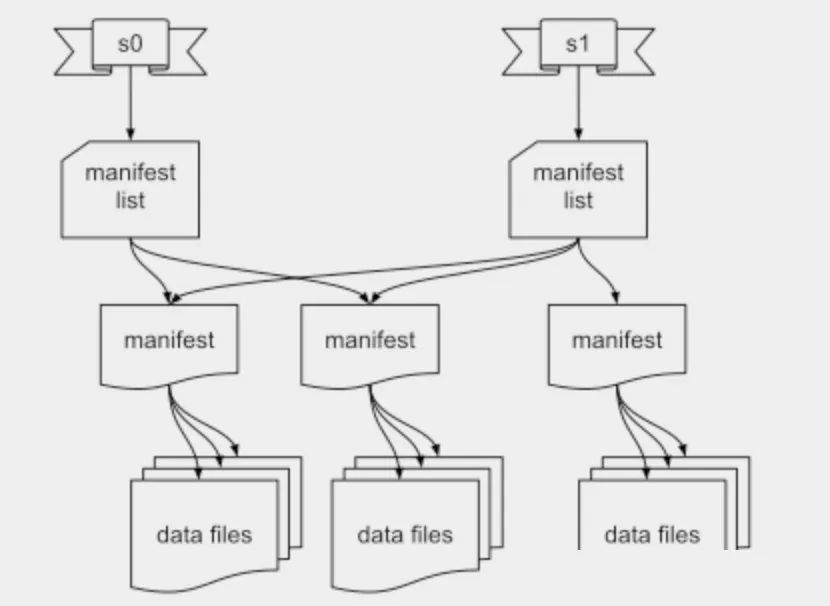 s0
s1
manifest
list
manifest
list
manifest
manifest
manifest
data files
data files
data files